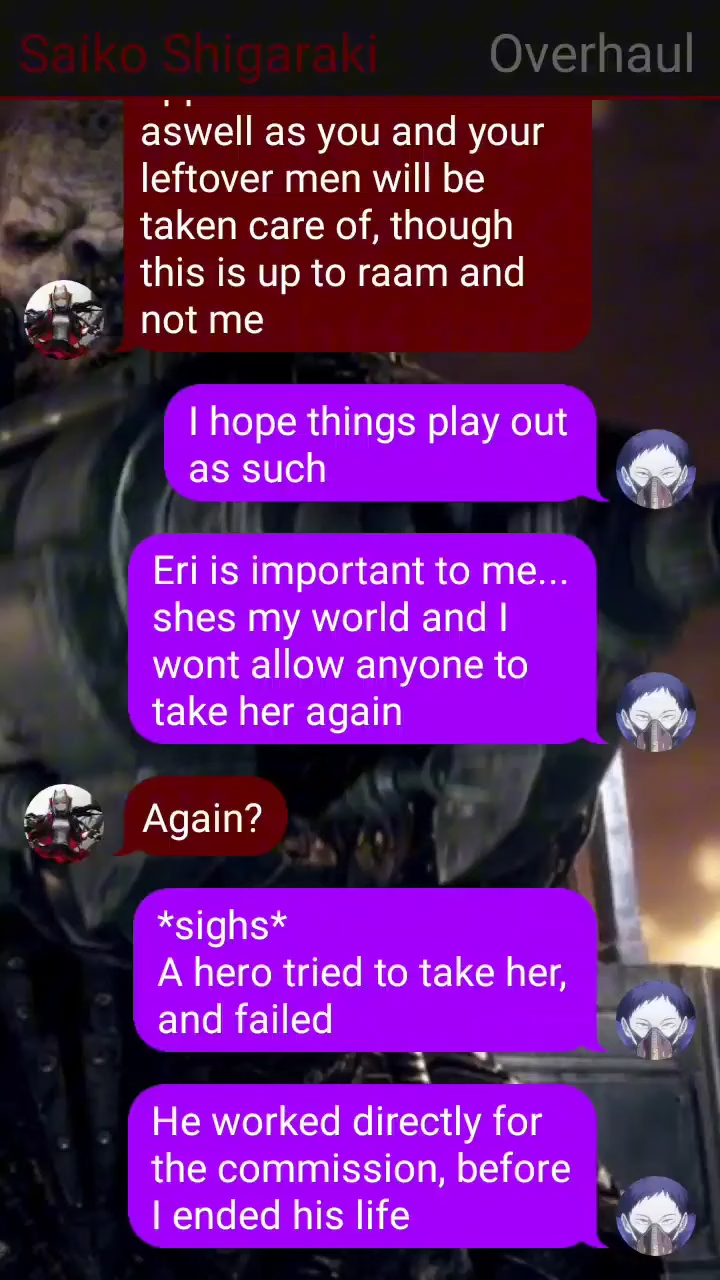 Saiko Shigaraki Overhaul
aswell as you and your
leftover men will be
taken care of, though
this is up to raam and
not me
I hope things play out
as such
Eri is important to me...
shes my world and I
wont allow anyone to
take her again
Again?
*sighs*
A hero tried to take her,
and failed
He worked directly for
the commission, before
I ended his life